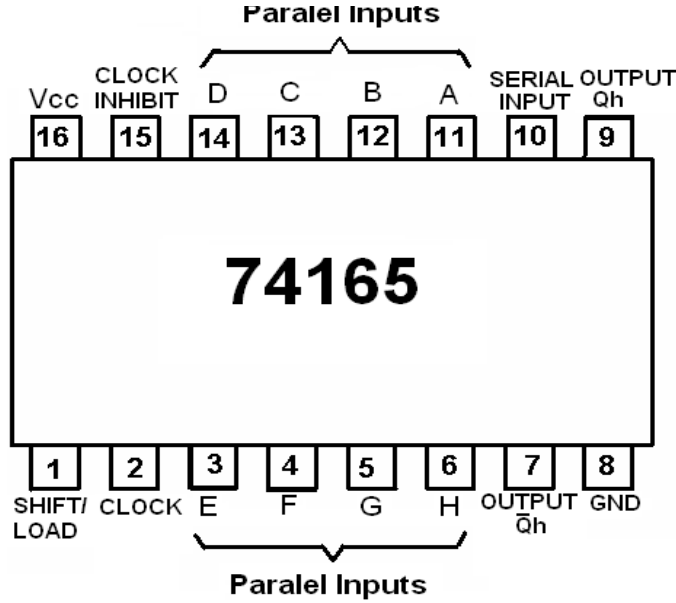 Paralel Inputs
Vcc
CLOCK
INHIBIT
D
C
B
A
SERIAL
INPUT
OUTPUT
Qh
16
15
14
13
12
11
10
9
74165
1
2
3
4
5
6
7
8
SHIFT/
LOAD
CLOCK
E
F
G
H
OUTPUT
Q̅h
GND
Paralel Inputs